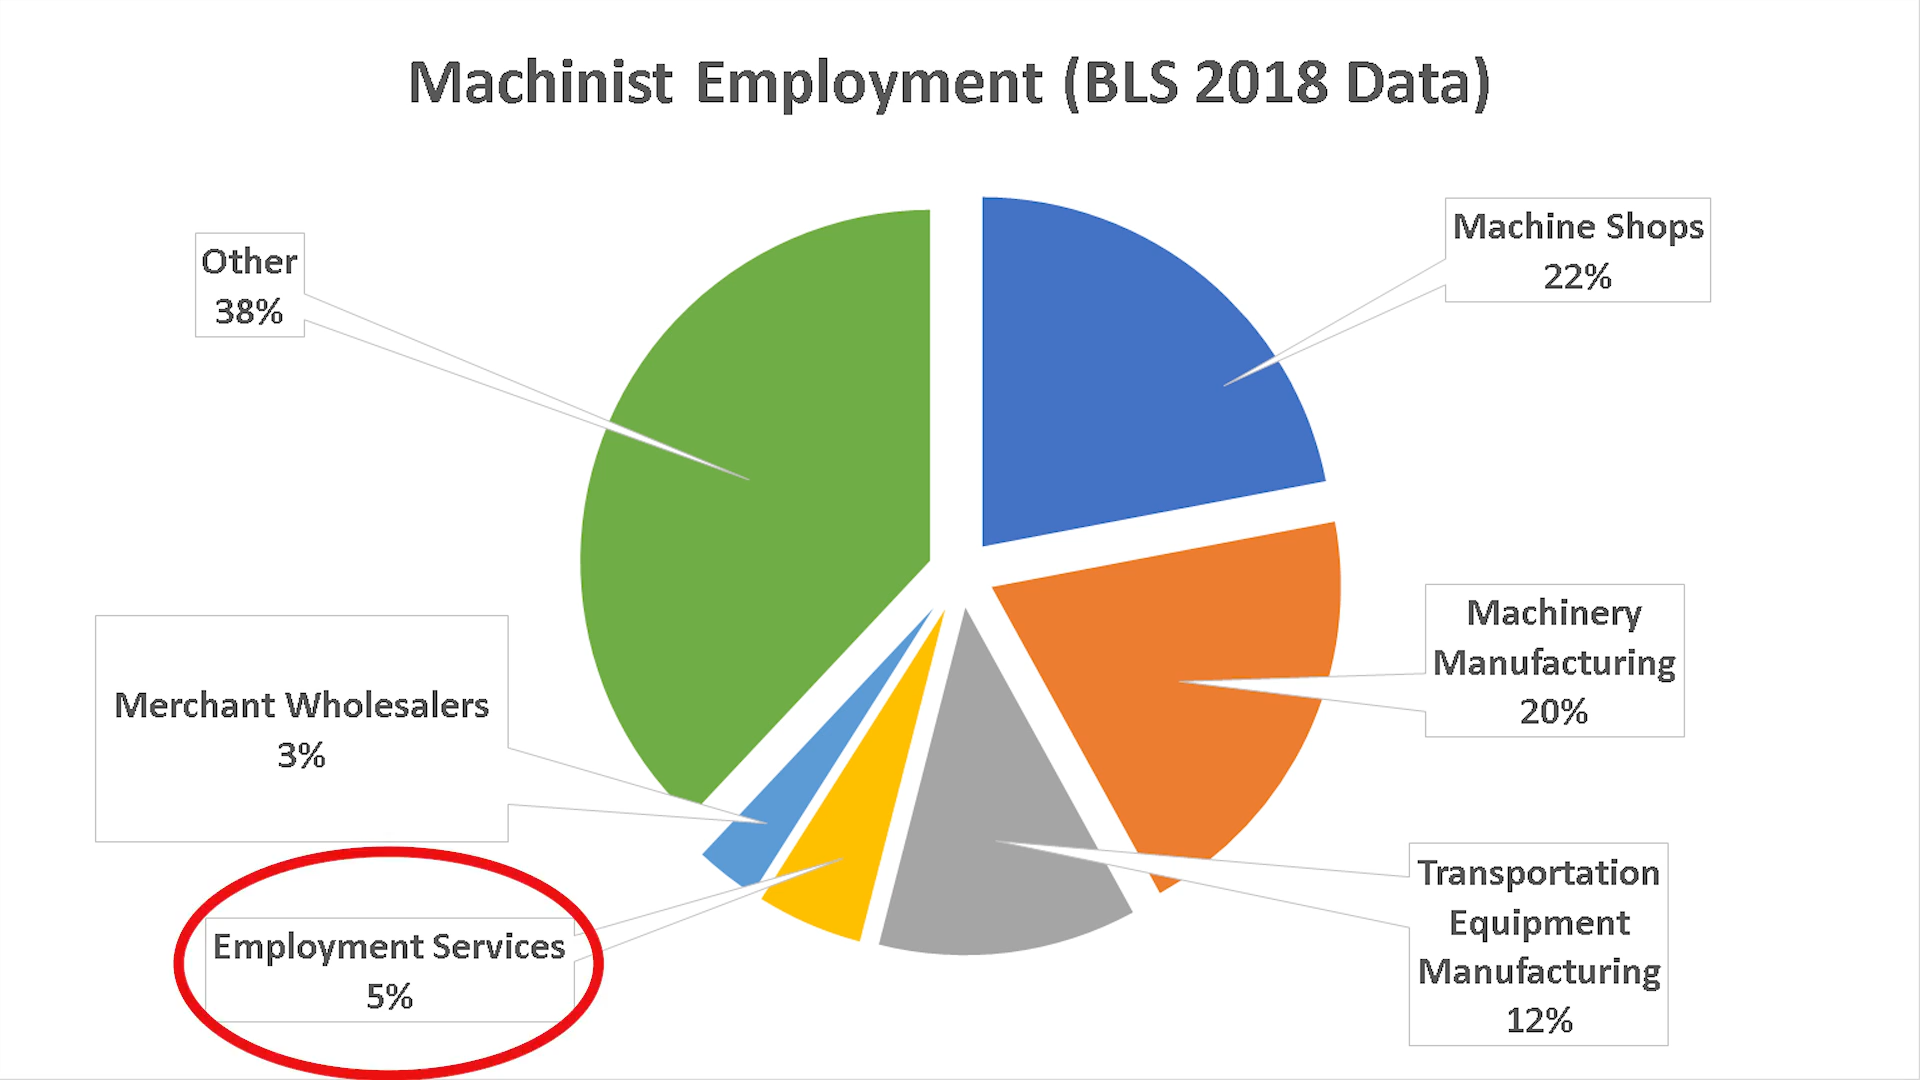 Machinist Employment (BLS 2018 Data)
Other
38%
Machine Shops
22%
Machinery
Manufacturing
20%
Merchant Wholesalers
3%
Transportation
Equipment
Manufacturing
12%
Employment Services
5%